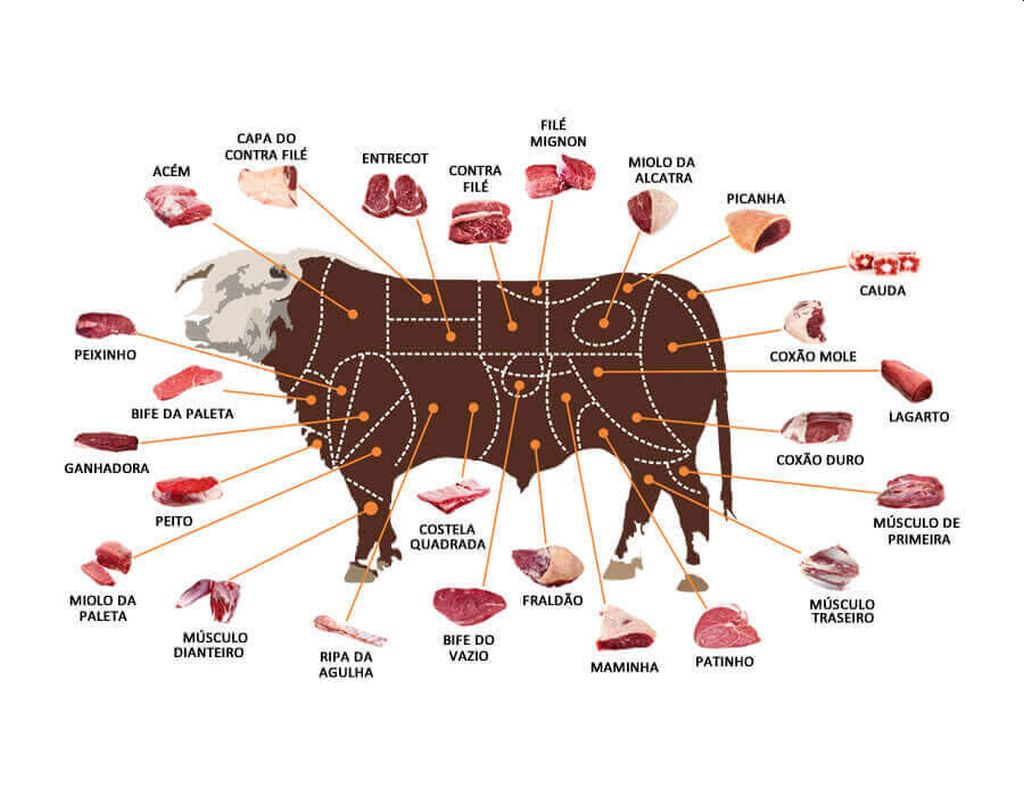 FILÉ
MIGNON
CAPA DO
CONTRA FILÉ
ENTRECOT
MIOLO DA
ALCATRA
ACÉM
CONTRA
FILÉ
PICANHA
CAUDA
PEIXINHO
COXÃO MOLE
BIFE DA PALETA
LAGARTO
GANHADORA
COXÃO DURO
PEITO
COSTELA
QUADRADA
MÚSCULO DE
PRIMEIRA
MIOLO DA
PALETA
FRALDÃO
MÚSCULO
TRASEIRO
MÚSCULO
DIANTEIRO
BIFE DO
VAZIO
RIPA DA
AGULHA
MAMINHA
PATINHO